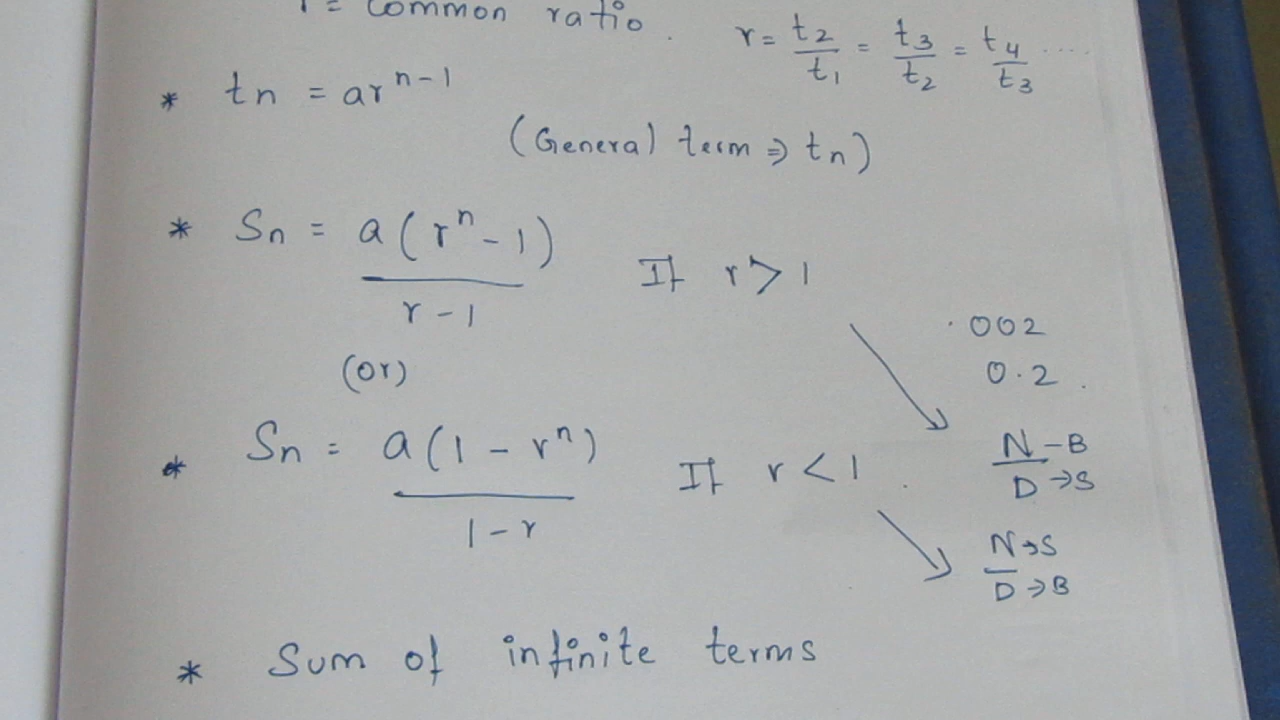 r = Common ratio. r = t2/t1 = t3/t2 = t4/t3 ....
* tn = ar^n-1
(General term ⇒ tn)
* Sn = a(r^n - 1) / r - 1 If r > 1
.002
0.2.
(or)
N - B
D → S
* Sn = a(1 - r^n) / 1 - r If r < 1.
N → S
D → B
* Sum of infinite terms